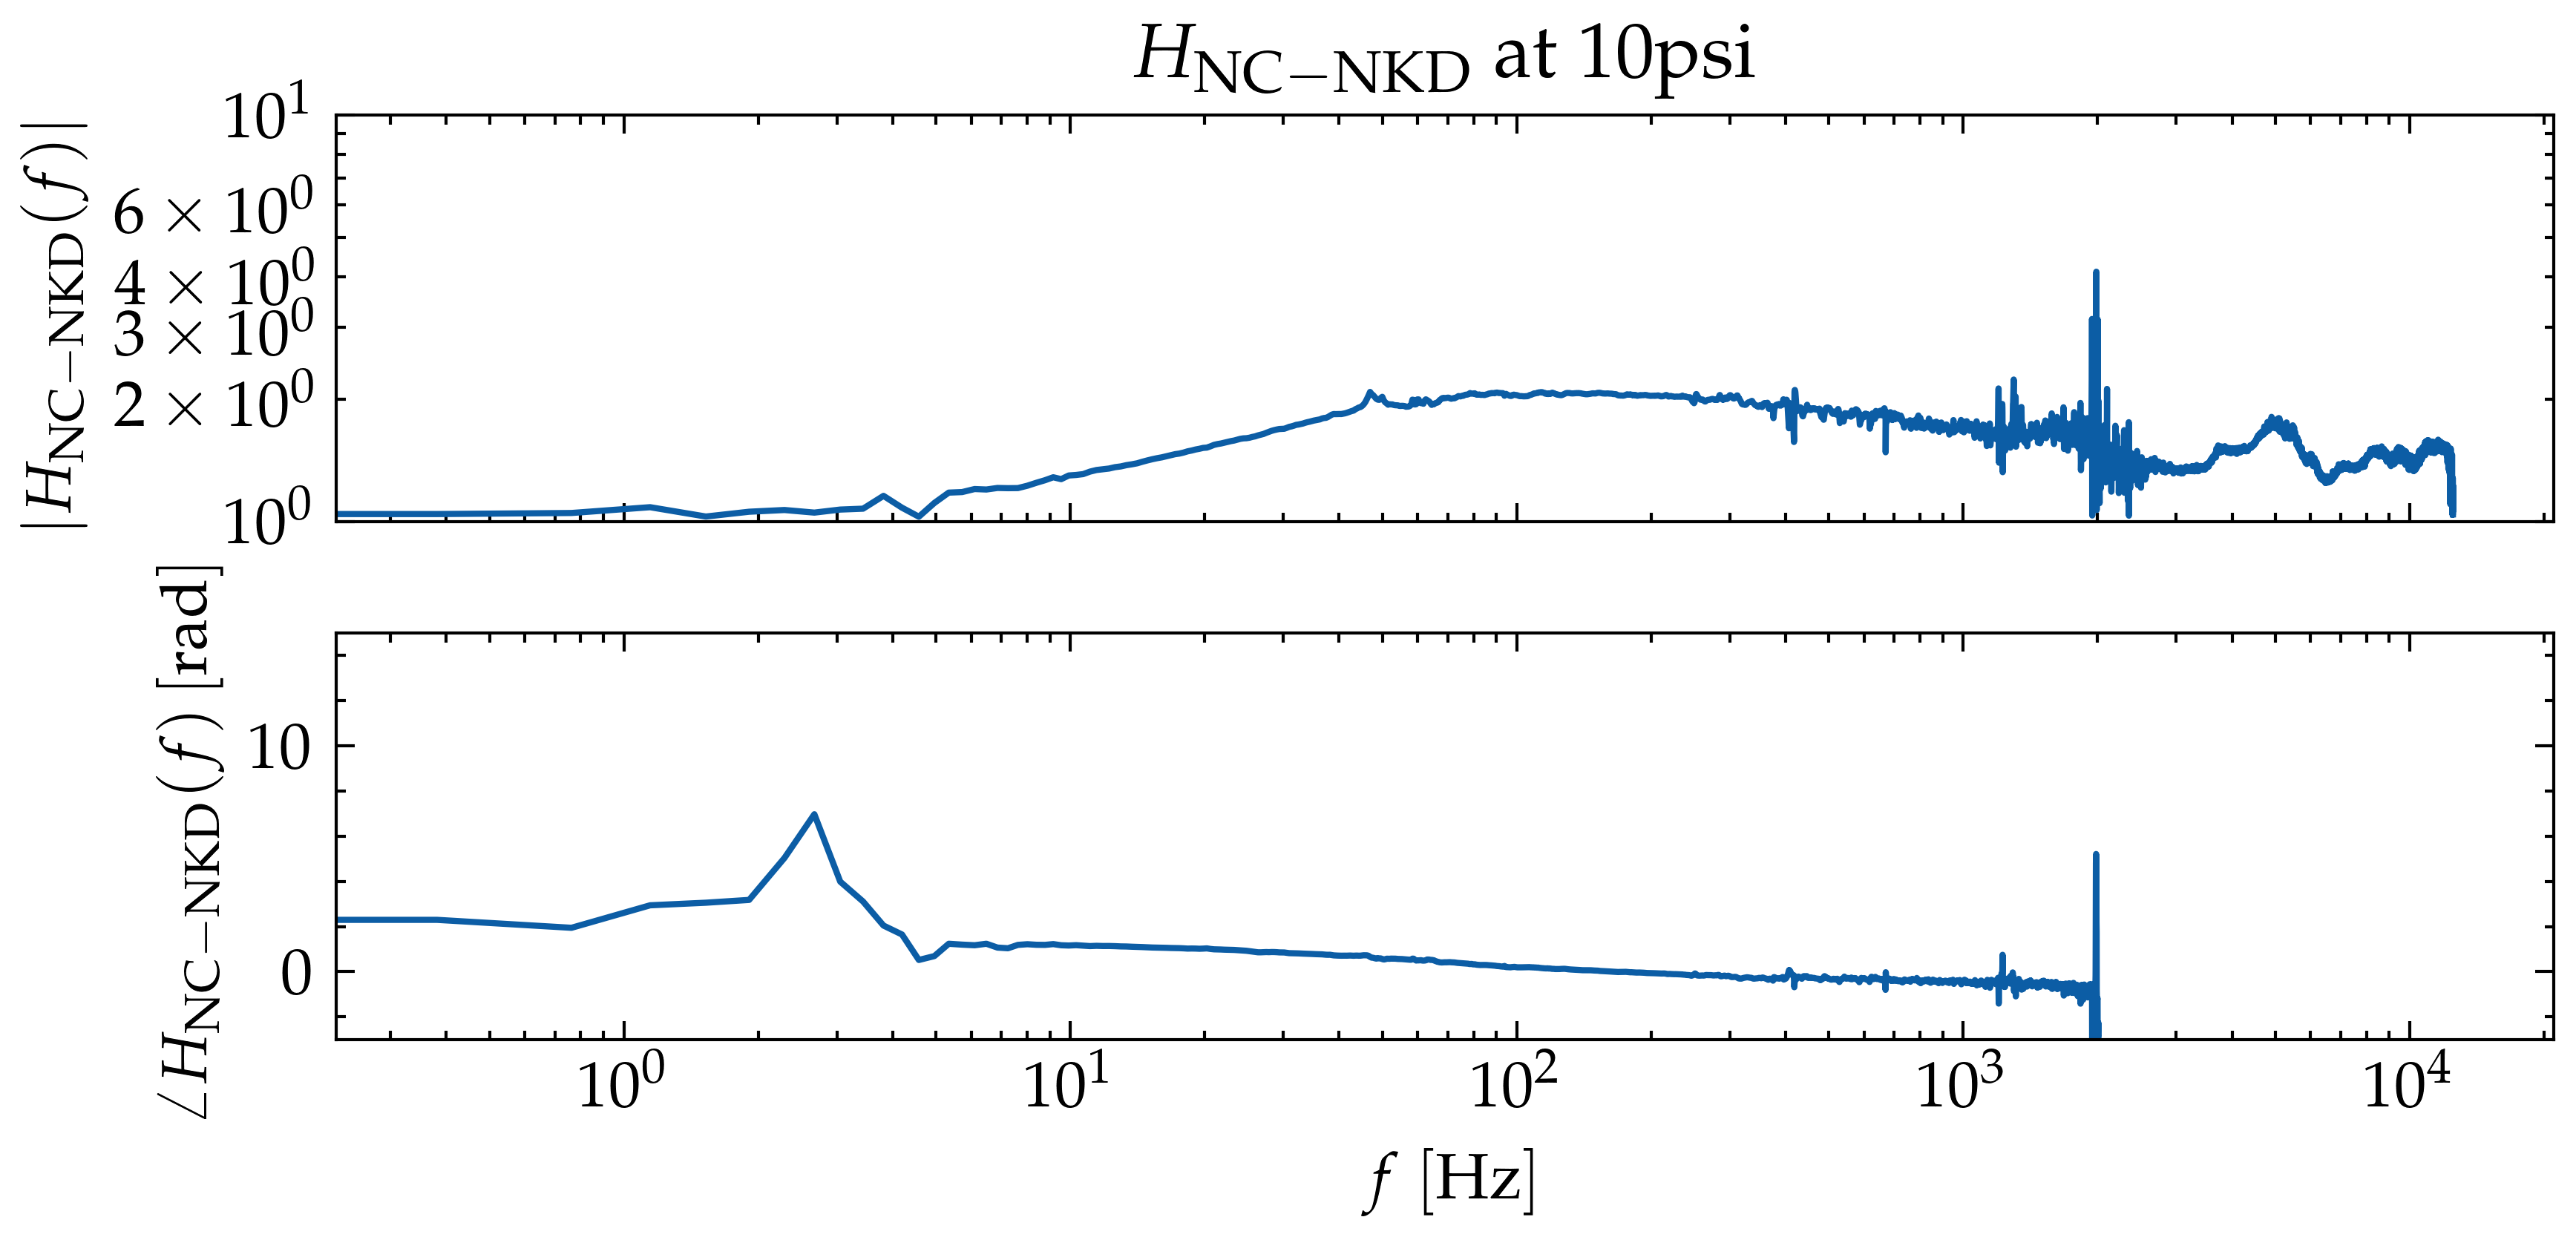 H_NC−NKD at 10psi
|H_NC−NKD(f)|
10^1
6 × 10^0
4 × 10^0
3 × 10^0
2 × 10^0
10^0
∠H_NC−NKD(f) [rad]
10
0
10^0 10^1 10^2 10^3 10^4
f [Hz]